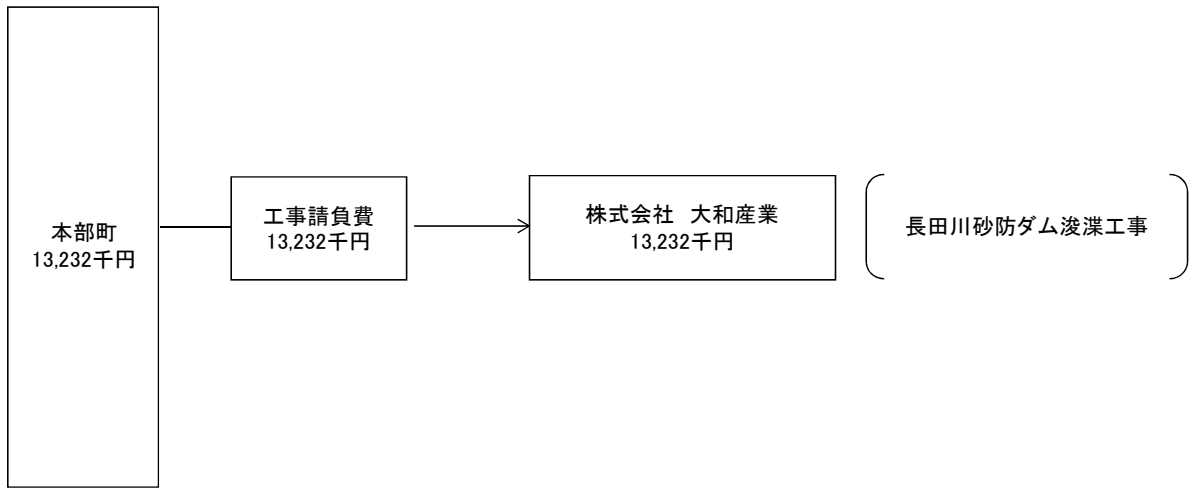 本部町
13,232千円
工事請負費
13,232千円
株式会社　大和産業
13,232千円
長田川砂防ダム浚渫工事